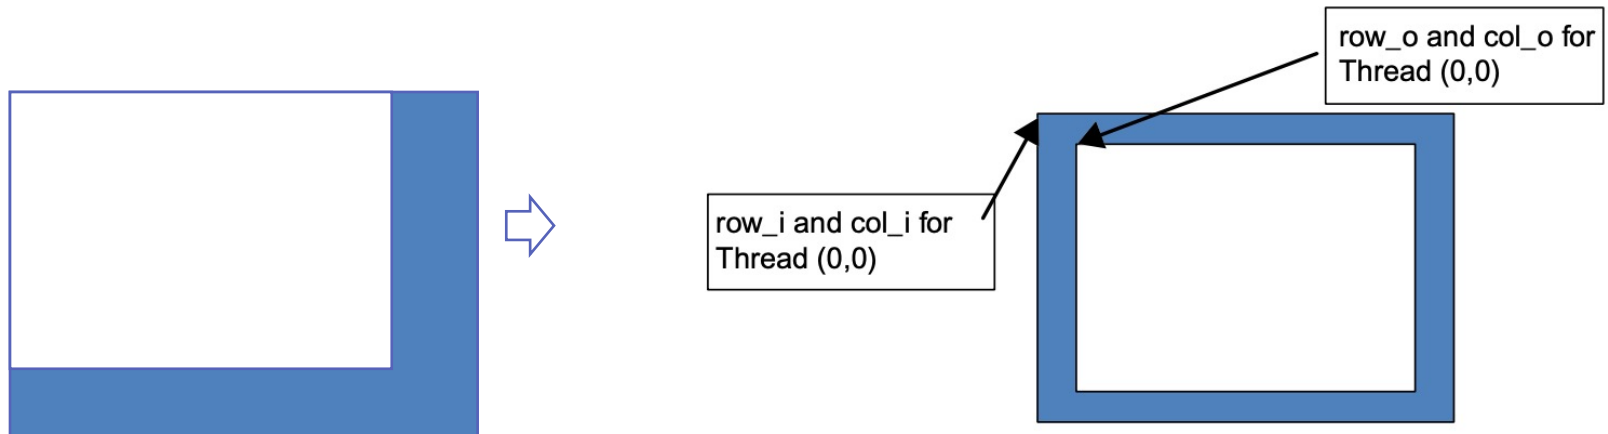 row_o and col_o for
Thread (0,0)
row_i and col_i for
Thread (0,0)